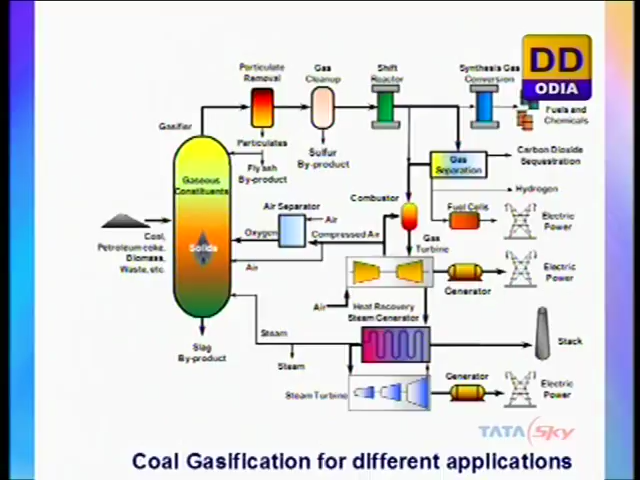 DD
ODIA
Particulate
Removal
Gas
Cleanup
Shift
Reactor
Synthesis Gas
Conversion
Fuels and
Chemicals
Gasifier
Particulates
Fly ash
By-product
Sulfur
By-product
Gaseous
Constituents
Gas
Separation
Carbon Dioxide
Sequestration
Hydrogen
Combustor
Fuel Cells
Electric
Power
Air Separator
Air
Oxygen
Compressed Air
Solids
Coal,
Petroleum coke,
Biomass,
Waste, etc.
Air
Gas
Turbine
Generator
Electric
Power
Air
Heat Recovery
Steam Generator
Steam
Stack
Slag
By-product
Steam
Steam Turbine
Generator
Electric
Power
TATA Sky
Coal Gasification for different applications